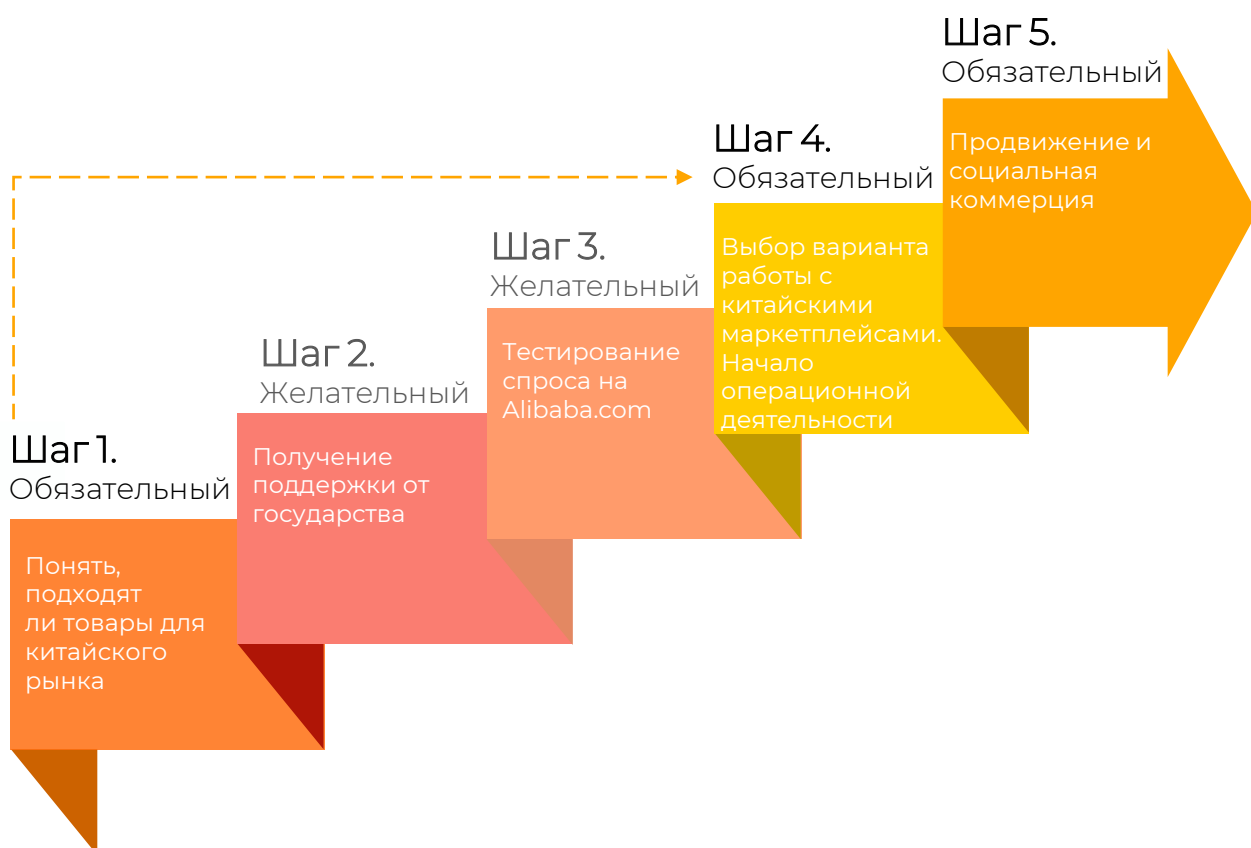 Шаг 1.
Обязательный
Понять,
подходят
ли товары для
китайского
рынка
Шаг 2.
Желательный
Получение
поддержки от
государства
Шаг 3.
Желательный
Тестирование
спроса на
Alibaba.com
Шаг 4.
Обязательный
Выбор варианта
работы с
китайскими
маркетплейсами.
Начало
операционной
деятельности
Шаг 5.
Обязательный
Продвижение и
социальная
коммерция